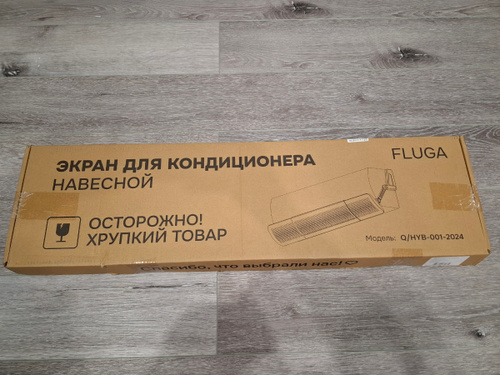 ЭКРАН ДЛЯ КОНДИЦИОНЕРА
НАВЕСНОЙ
FLUGA
ОСТОРОЖНО!
ХРУПКИЙ ТОВАР
Модель: Q/HYB-001-2024
Спасибо, что выбрали нас!